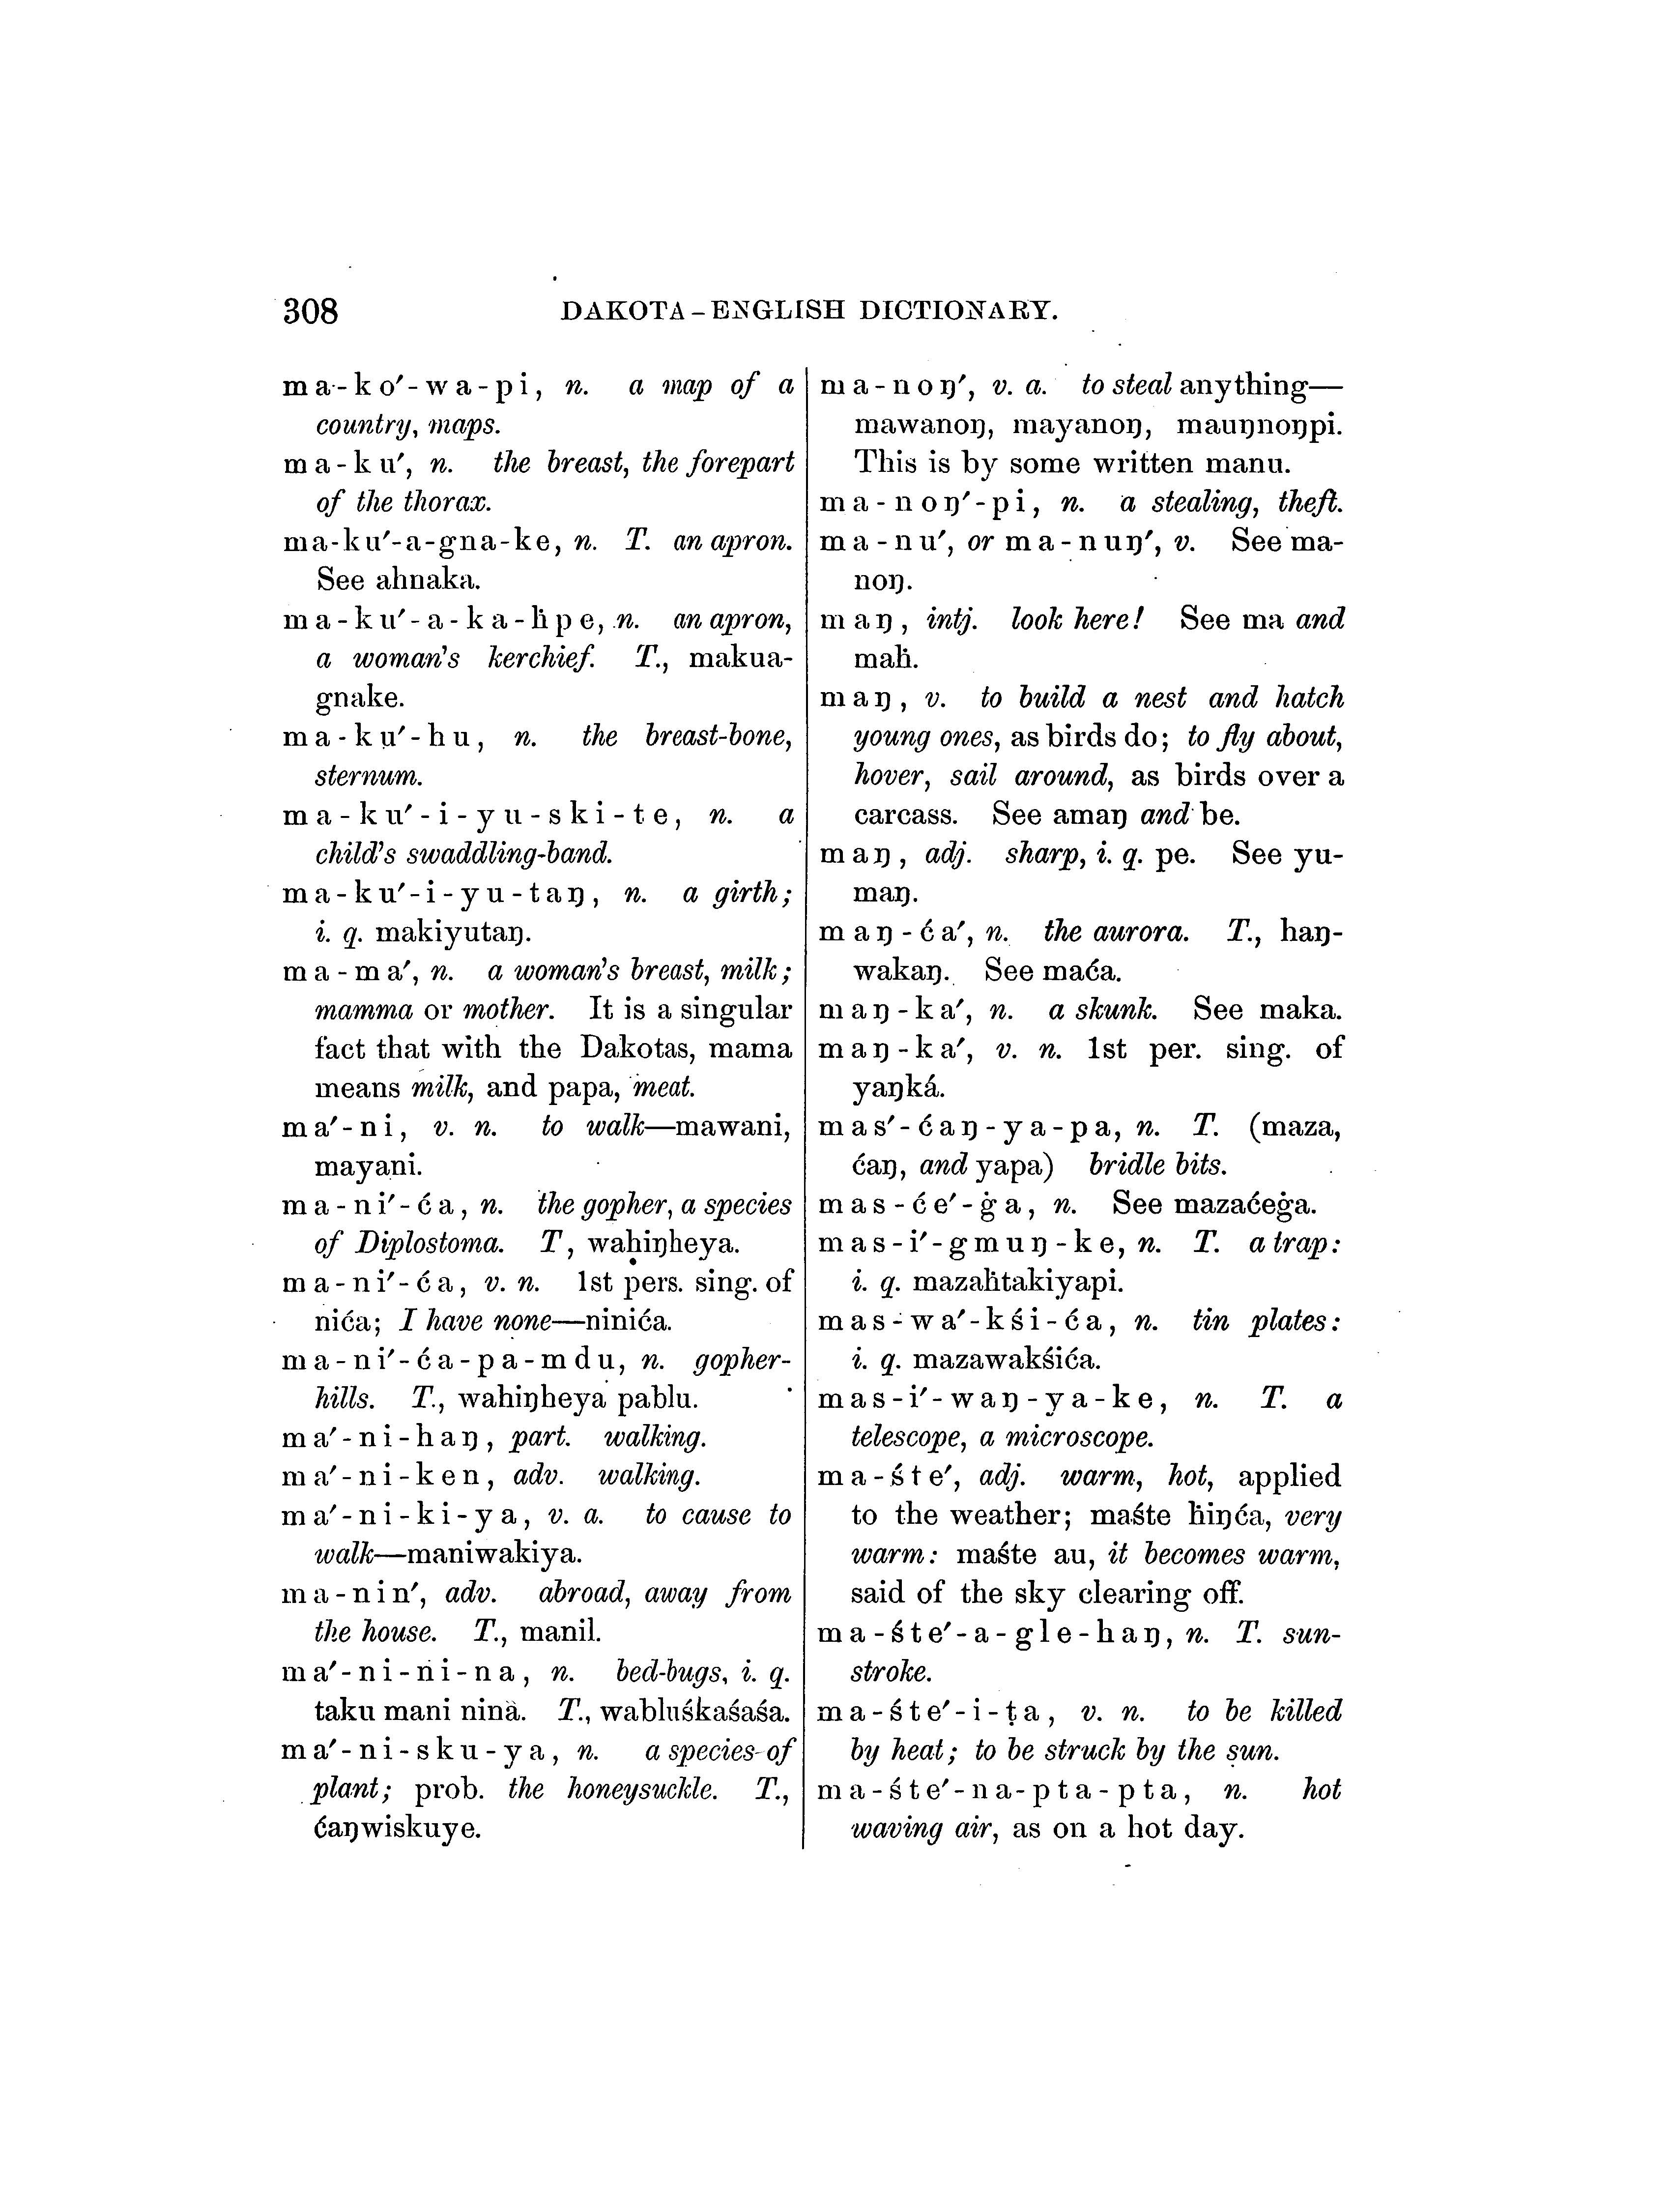 308 DAKOTA-ENGLISH DICTIONARY.
ma-ko′-wa-pi, n. a map of a
country, maps.
ma-ku′, n. the breast, the forepart
of the thorax.
ma-ku′-a-gna-ke, n. T. an apron.
See ahnaka.
ma-ku′-a-ka-ḣpe, n. an apron,
a woman's kerchief. T., makua-
gnake.
ma-ku′-hu, n. the breast-bone,
sternum.
ma-ku′-i-yu-ski-te, n. a
child's swaddling-band.
ma-ku′-i-yu-taŋ, n. a girth;
i. q. makiyutaŋ.
ma-ma′, n. a woman's breast, milk;
mamma or mother. It is a singular
fact that with the Dakotas, mama
means milk, and papa, meat.
ma′-ni, v. n. to walk—mawani,
mayani.
ma-ni′-ća, n. the gopher, a species
of Diplostoma. T, wahiŋheya.
ma-ni′-ća, v. n. 1st pers. sing. of
nića; I have none—ninića.
ma-ni′-ća-pa-mdu, n. gopher-
hills. T., wahiŋheya pablu.
ma′-ni-haŋ, part. walking.
ma′-ni-ken, adv. walking.
ma′-ni-ki-ya, v. a. to cause to
walk—maniwakiya.
ma-nin′, adv. abroad, away from
the house. T., manil.
ma′-ni-ni-na, n. bed-bugs, i. q.
taku mani nina. T., wabluśkaśaśa.
ma′-ni-sku-ya, n. a species of
plant; prob. the honeysuckle. T.,
ćaŋwiskuye.
ma-noŋ′, v. a. to steal anything—
mawanoŋ, mayanoŋ, mauŋnoŋpi.
This is by some written manu.
ma-noŋ′-pi, n. a stealing, theft.
ma-nu′, or ma-nuŋ′, v. See ma-
noŋ.
maŋ, intj. look here! See ma and
maḣ.
maŋ, v. to build a nest and hatch
young ones, as birds do; to fly about,
hover, sail around, as birds over a
carcass. See amaŋ and be.
maŋ, adj. sharp, i. q. pe. See yu-
maŋ.
maŋ-ća′, n. the aurora. T., haŋ-
wakaŋ. See maća.
maŋ-ka′, n. a skunk. See maka.
maŋ-ka′, v. n. 1st per. sing. of
yaŋká.
mas′-ćaŋ-ya-pa, n. T. (maza,
ćaŋ, and yapa) bridle bits.
mas-će′-ġa, n. See mazaćeġa.
mas-i′-gmuŋ-ke, n. T. a trap:
i. q. mazaḣtakiyapi.
mas-wa′-kśi-ća, n. tin plates:
i. q. mazawakśića.
mas-i′-waŋ-ya-ke, n. T. a
telescope, a microscope.
ma-śte′, adj. warm, hot, applied
to the weather; maśte ḣiŋća, very
warm: maśte au, it becomes warm,
said of the sky clearing off.
ma-śte′-a-gle-haŋ, n. T. sun-
stroke.
ma-śte′-i-ṭa, v. n. to be killed
by heat; to be struck by the sun.
ma-śte′-na-pta-pta, n. hot
waving air, as on a hot day.